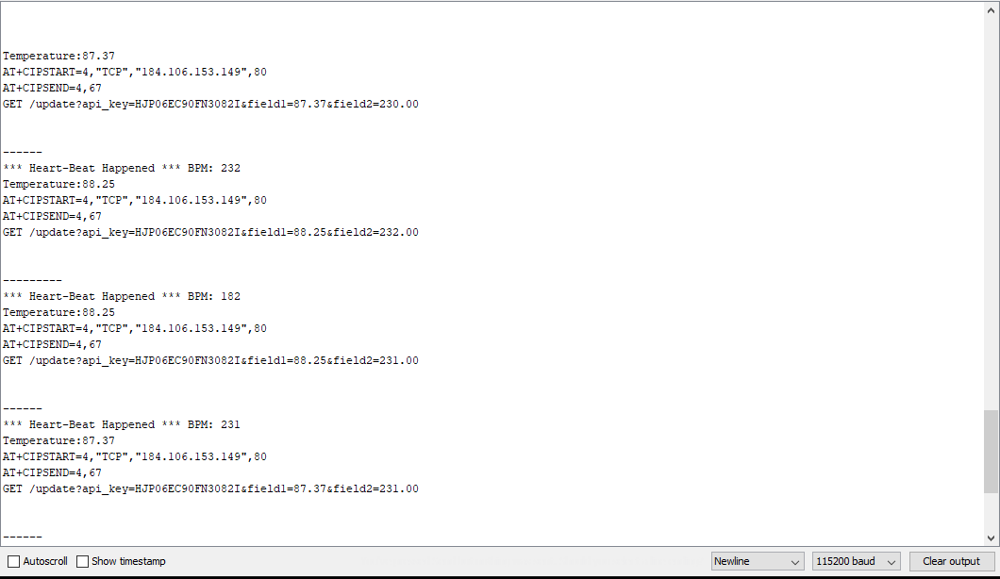 Temperature:87.37
AT+CIPSTART=4,"TCP","184.106.153.149",80
AT+CIPSEND=4,67
GET /update?api_key=HJP06EC90FN3082I&field1=87.37&field2=230.00
------
*** Heart-Beat Happened *** BPM: 232
Temperature:88.25
AT+CIPSTART=4,"TCP","184.106.153.149",80
AT+CIPSEND=4,67
GET /update?api_key=HJP06EC90FN3082I&field1=88.25&field2=232.00
---------
*** Heart-Beat Happened *** BPM: 182
Temperature:88.25
AT+CIPSTART=4,"TCP","184.106.153.149",80
AT+CIPSEND=4,67
GET /update?api_key=HJP06EC90FN3082I&field1=88.25&field2=231.00
------
*** Heart-Beat Happened *** BPM: 231
Temperature:87.37
AT+CIPSTART=4,"TCP","184.106.153.149",80
AT+CIPSEND=4,67
GET /update?api_key=HJP06EC90FN3082I&field1=87.37&field2=231.00
------
Autoscroll Show timestamp Newline 115200 baud Clear output